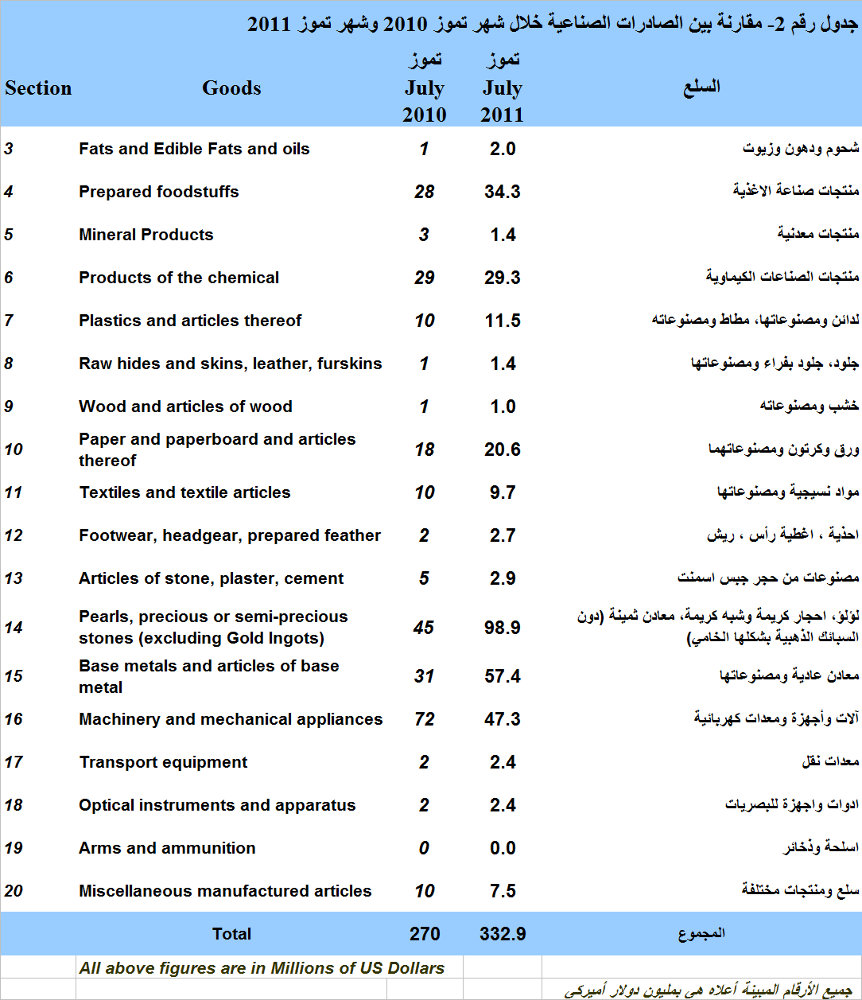 جدول رقم 2- مقارنة بين الصادرات الصناعية خلال شهر تموز 2010 وشهر تموز 2011
Section Goods تموز July 2010 تموز July 2011 السلع
3 Fats and Edible Fats and oils 1 2.0 شحوم ودهون وزيوت
4 Prepared foodstuffs 28 34.3 منتجات صناعة الاغذية
5 Mineral Products 3 1.4 منتجات معدنية
6 Products of the chemical 29 29.3 منتجات الصناعات الكيماوية
7 Plastics and articles thereof 10 11.5 لدائن ومصنوعاتها، مطاط ومصنوعاته
8 Raw hides and skins, leather, furskins 1 1.4 جلود، جلود بفراء ومصنوعاتها
9 Wood and articles of wood 1 1.0 خشب ومصنوعاته
10 Paper and paperboard and articles
thereof 18 20.6 ورق وكرتون ومصنوعاتهما
11 Textiles and textile articles 10 9.7 مواد نسيجية ومصنوعاتها
12 Footwear, headgear, prepared feather 2 2.7 احذية ، اغطية رأس ، ريش
13 Articles of stone, plaster, cement 5 2.9 مصنوعات من حجر جبس اسمنت
14 Pearls, precious or semi-precious
stones (excluding Gold Ingots) 45 98.9 لؤلؤ، احجار كريمة وشبه كريمة، معادن ثمينة (دون
السبائك الذهبية بشكلها الخامي)
15 Base metals and articles of base
metal 31 57.4 معادن عادية ومصنوعاتها
16 Machinery and mechanical appliances 72 47.3 آلات وأجهزة ومعدات كهربائية
17 Transport equipment 2 2.4 معدات نقل
18 Optical instruments and apparatus 2 2.4 ادوات واجهزة للبصريات
19 Arms and ammunition 0 0.0 اسلحة وذخائر
20 Miscellaneous manufactured articles 10 7.5 سلع ومنتجات مختلفة
Total 270 332.9 المجموع
All above figures are in Millions of US Dollars
جميع الأرقام المبينة أعلاه هي بمليون دولار أميركي